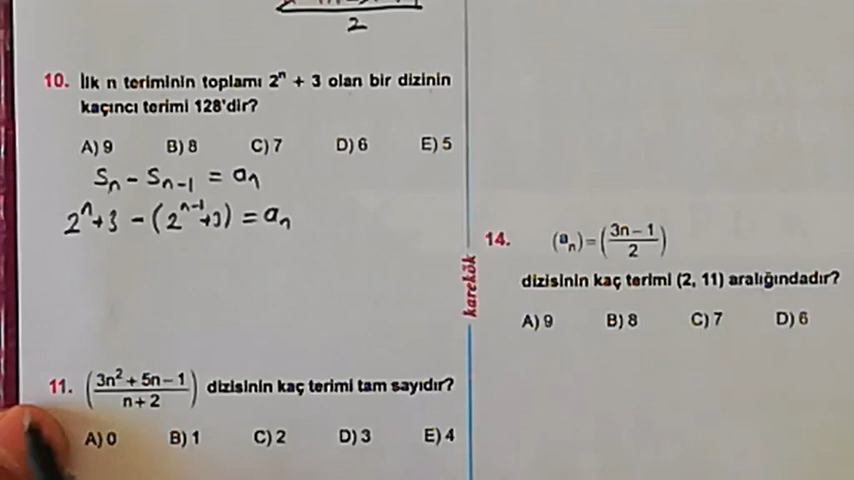 2
10. İlk n teriminin toplamı 2ⁿ + 3 olan bir dizinin
kaçıncı terimi 128'dir?
A) 9 B) 8 C) 7 D) 6 E) 5
Sₙ - Sₙ₋₁ = aₙ
2ⁿ+3 - (2ⁿ⁻¹+3) = aₙ
11. ( (3n² + 5n - 1) / (n + 2) ) dizisinin kaç terimi tam sayıdır?
A) 0 B) 1 C) 2 D) 3 E) 4
karekök
14. (aₙ) = ( (3n - 1) / 2 )
dizisinin kaç terimi (2, 11) aralığındadır?
A) 9 B) 8 C) 7 D) 6